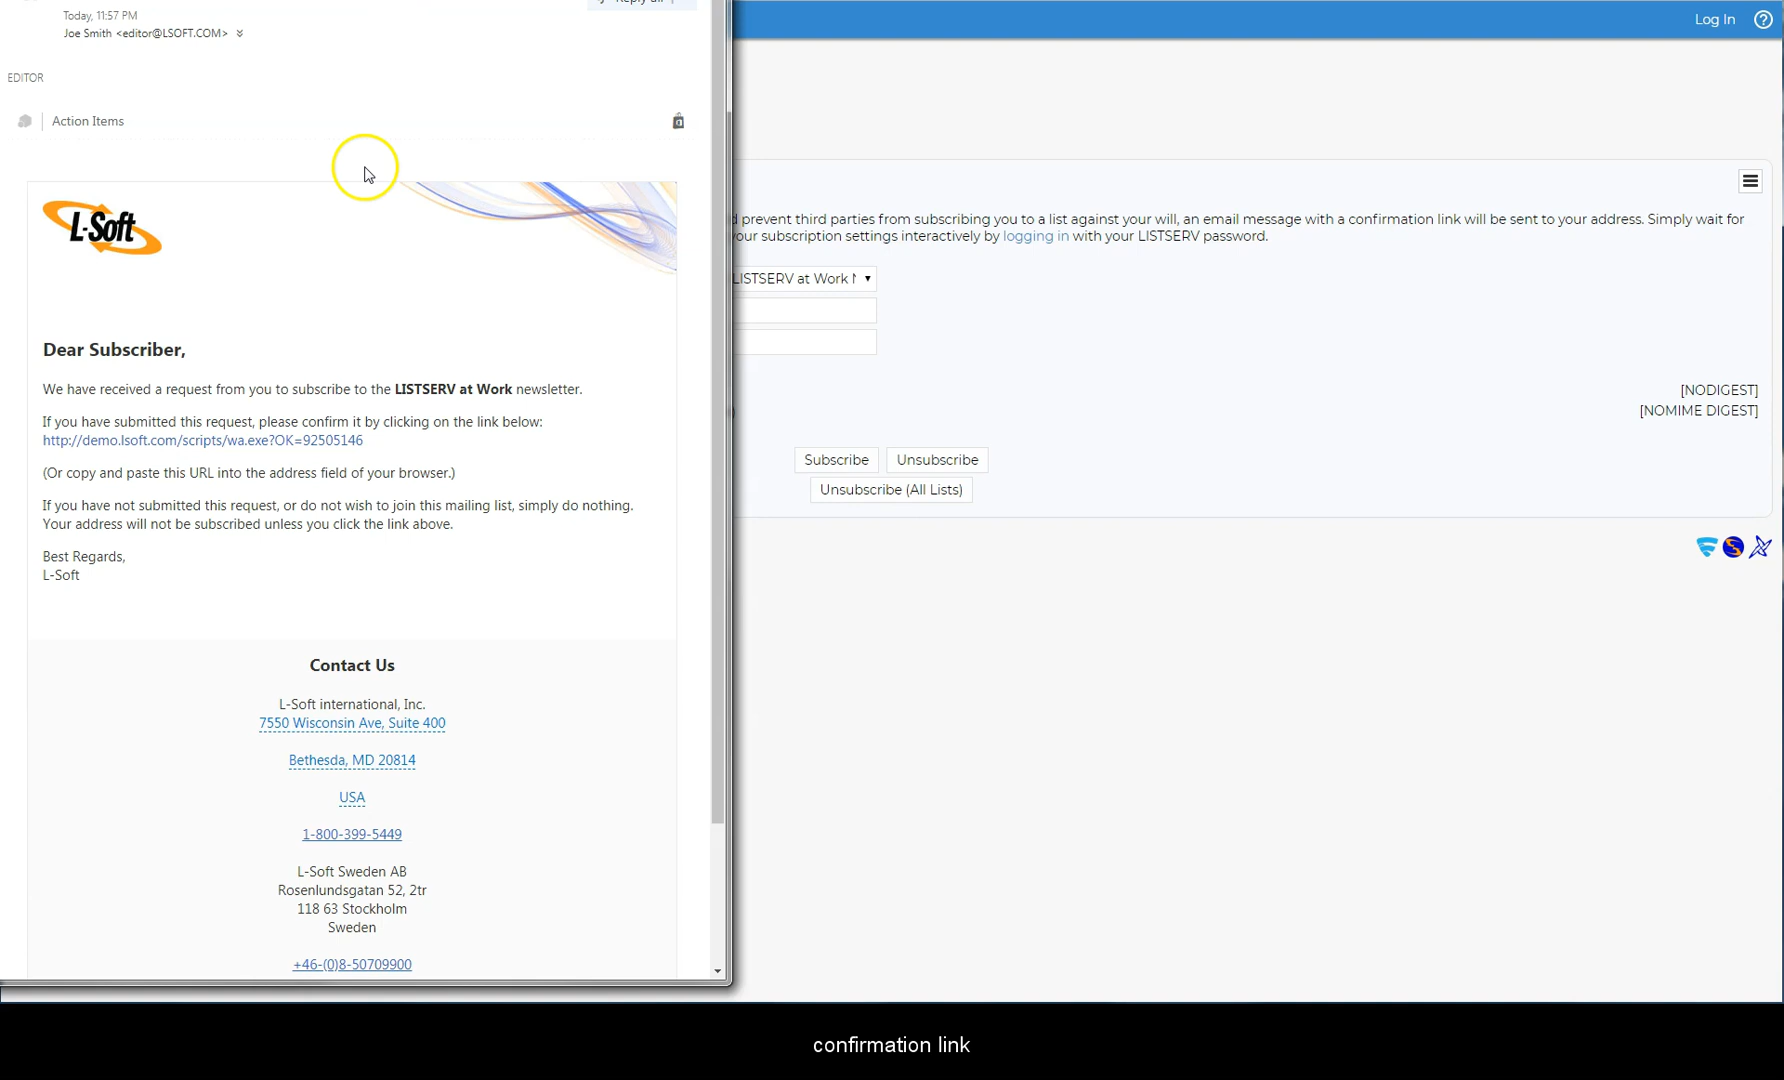 Reply all
Today, 11:57 PM
Joe Smith <editor@LSOFT.COM>
EDITOR
Action Items
L-Soft
Dear Subscriber,
We have received a request from you to subscribe to the LISTSERV at Work newsletter.
If you have submitted this request, please confirm it by clicking on the link below:
http://demo.lsoft.com/scripts/wa.exe?OK=92505146
(Or copy and paste this URL into the address field of your browser.)
If you have not submitted this request, or do not wish to join this mailing list, simply do nothing.
Your address will not be subscribed unless you click the link above.
Best Regards,
L-Soft
Contact Us
L-Soft international, Inc.
7550 Wisconsin Ave, Suite 400
Bethesda, MD 20814
USA
1-800-399-5449
L-Soft Sweden AB
Rosenlundsgatan 52, 2tr
118 63 Stockholm
Sweden
+46-(0)8-50709900
Log In
prevent third parties from subscribing you to a list against your will, an email message with a confirmation link will be sent to your address. Simply wait for
your subscription settings interactively by logging in with your LISTSERV password.
LISTSERV at Work
[NODIGEST]
[NOMIME DIGEST]
Subscribe Unsubscribe
Unsubscribe (All Lists)
confirmation link